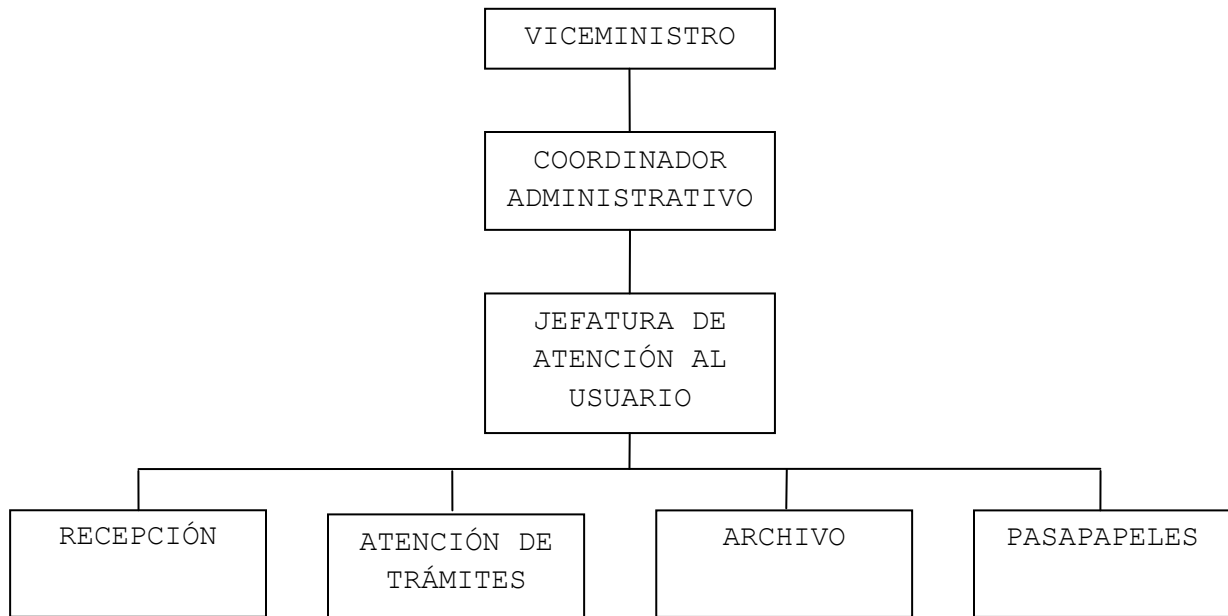 VICEMINISTRO
COORDINADOR
ADMINISTRATIVO
JEFATURA DE
ATENCIÓN AL
USUARIO
RECEPCIÓN
ATENCIÓN DE
TRÁMITES
ARCHIVO
PASAPAPELES